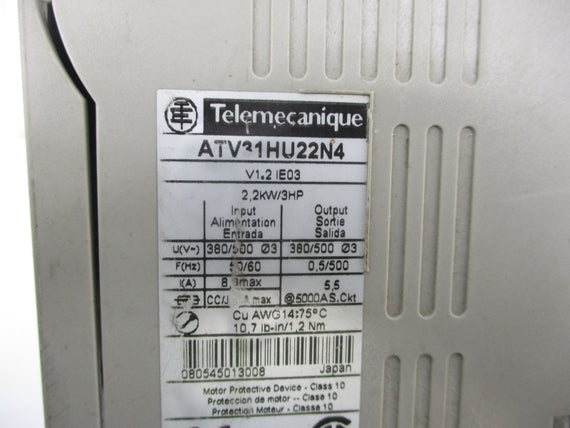 Telemecanique
ATV31HU22N4
V1.2 IE03
2,2kW/3HP
Input Output
Alimentation Sortie
Entrada Salida
U(V~) 380/500 Ø3 380/500 Ø3
F(Hz) 50/60 0,5/500
I(A) max 5,5
max @5000AS.Ckt
Cu AWG14:75°C
10,7 lb-in/1,2 Nm
080545013008 Japan
Motor Protective Device - Class 10
Proteccion de motor -- Clase 10
Protection Moteur - Classe 10